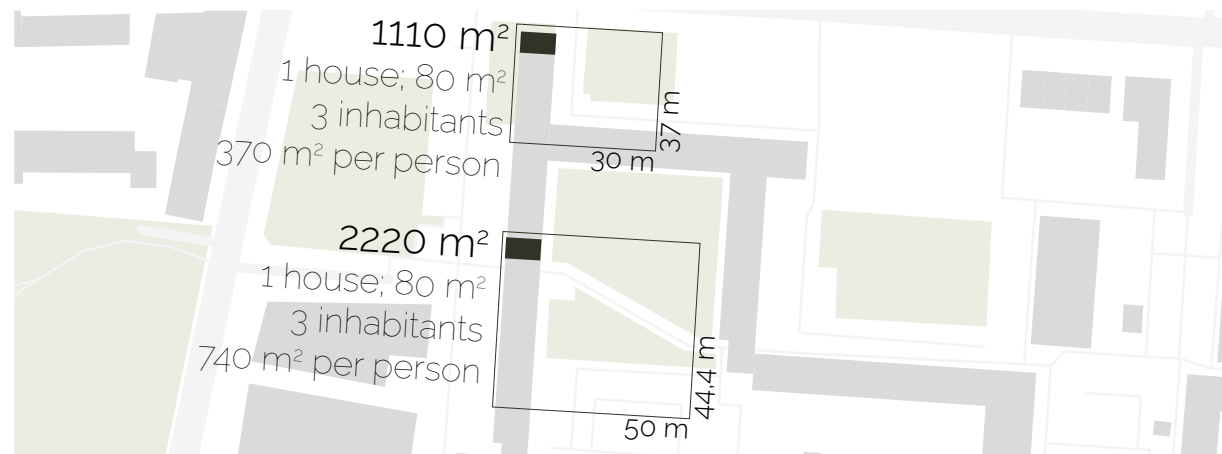 1110 m²
1 house; 80 m²
3 inhabitants
370 m² per person
37 m
30 m
2220 m²
1 house; 80 m²
3 inhabitants
740 m² per person
44,4 m
50 m